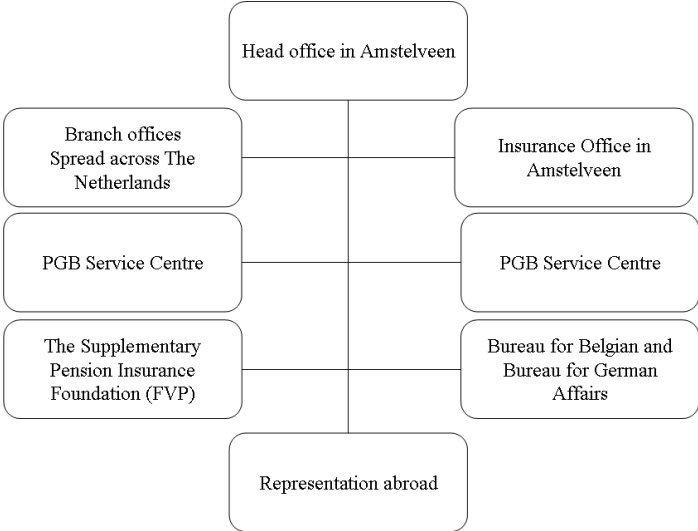 Head office in Amstelveen
Branch offices
Spread across The
Netherlands
Insurance Office in
Amstelveen
PGB Service Centre
PGB Service Centre
The Supplementary
Pension Insurance
Foundation (FVP)
Bureau for Belgian and
Bureau for German
Affairs
Representation abroad